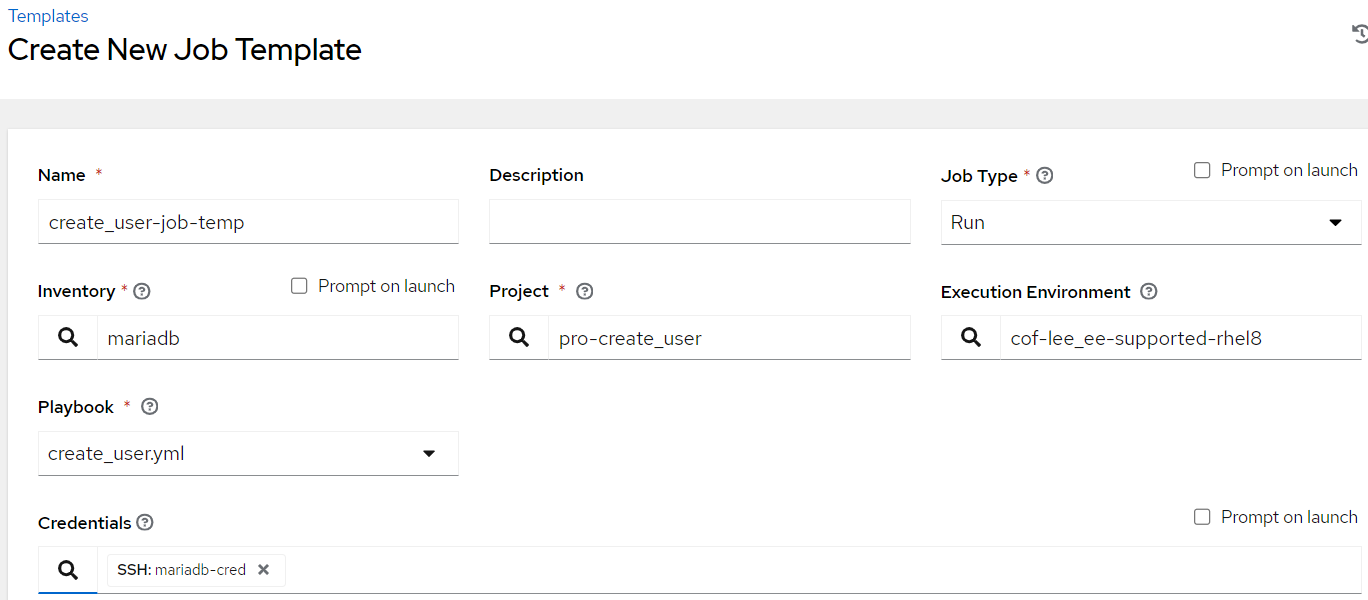 Templates
Create New Job Template
Name *
Description
Job Type *
Prompt on launch
create_user-job-temp
Run
Inventory *
Prompt on launch
Project *
Execution Environment
mariadb
pro-create_user
cof-lee_ee-supported-rhel8
Playbook *
create_user.yml
Credentials
Prompt on launch
SSH: mariadb-cred